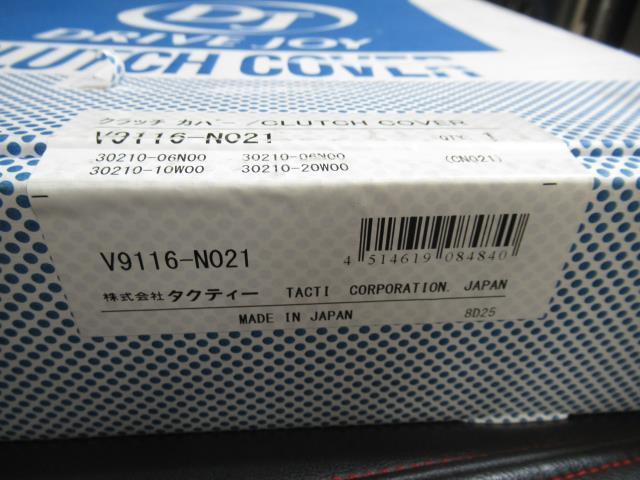 DJ
DRIVE JOY
CLUTCH COVER
クラッチ カバー /CLUTCH COVER
V9116-N021 QTY. 1
30210-06N00 30210-06N00 (CN021)
30210-10W00 30210-20W00
V9116-N021
4 514619 084840
株式会社 タクティー TACTI CORPORATION. JAPAN
MADE IN JAPAN 8D25